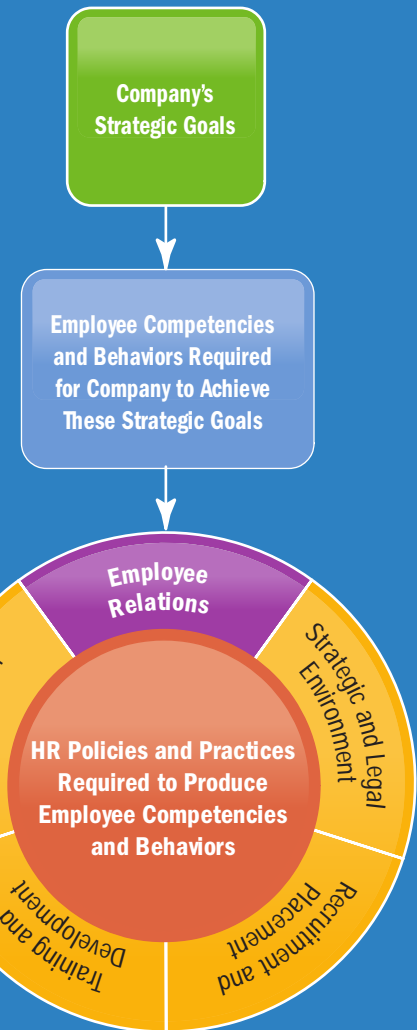 Company's
Strategic Goals
Employee Competencies
and Behaviors Required
for Company to Achieve
These Strategic Goals
Employee
Relations
Strategic and Legal
Environment
HR Policies and Practices
Required to Produce
Employee Competencies
and Behaviors
Recruitment and
Placement
Training and
Development